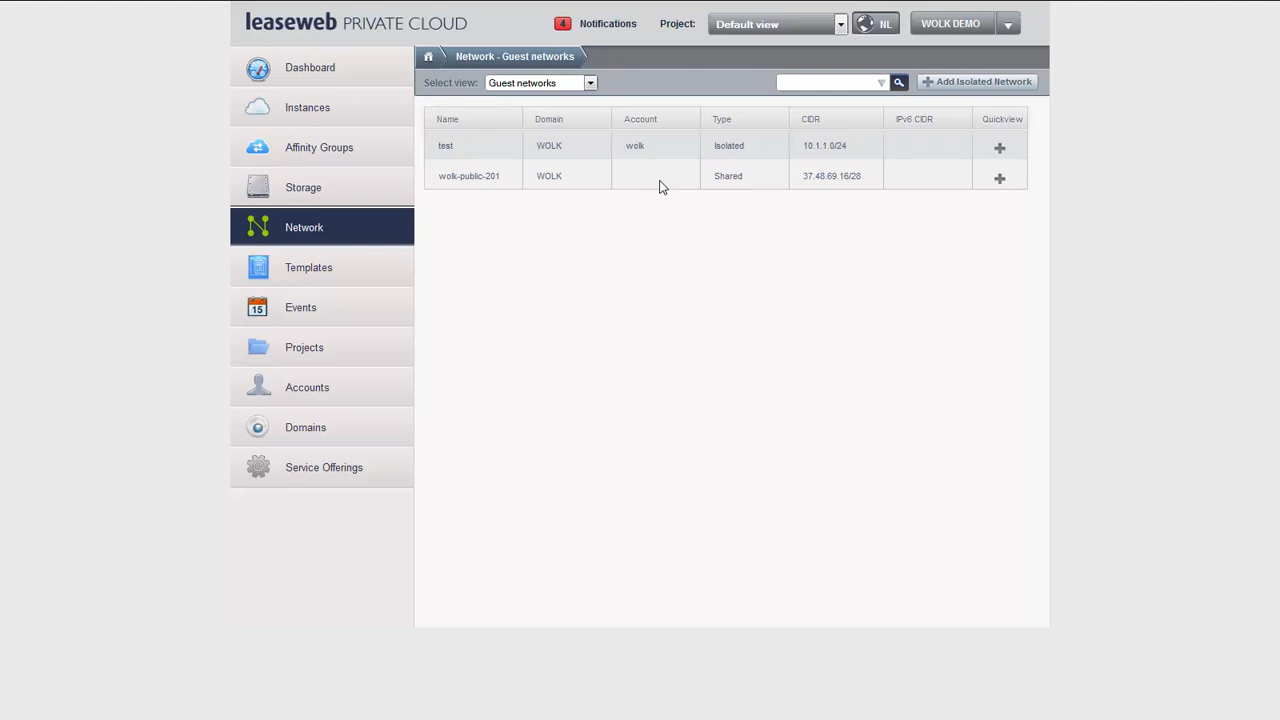 leaseweb PRIVATE CLOUD
4 Notifications Project: Default view NL WOLK DEMO
Network - Guest networks
Select view: Guest networks Add Isolated Network
Dashboard
Instances
Affinity Groups
Storage
Network
Templates
Events
15
Projects
Accounts
Domains
Service Offerings
Name Domain Account Type CIDR IPv6 CIDR Quickview
test WOLK wolk Isolated 10.1.1.0/24
wolk-public-201 WOLK Shared 37.48.69.16/28